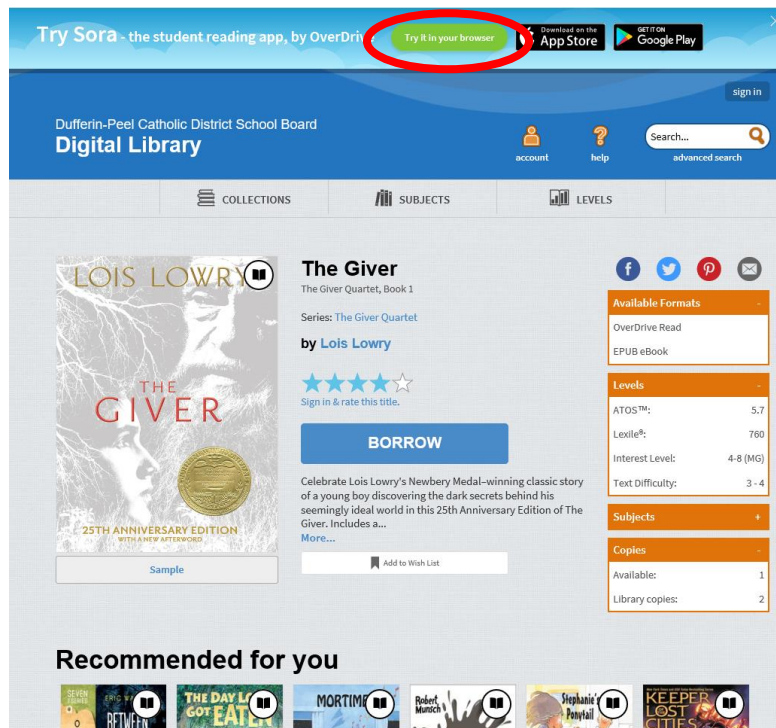 Try Sora - the student reading app, by OverDrive
Try it in your browser
Download on the
App Store
GET IT ON
Google Play
sign in
Dufferin-Peel Catholic District School Board
Digital Library
account
help
Search...
advanced search
COLLECTIONS
SUBJECTS
LEVELS
LOIS LOWRY
THE
GIVER
25TH ANNIVERSARY EDITION
WITH A NEW AFTERWORD
Sample
The Giver
The Giver Quartet, Book 1
Series: The Giver Quartet
by Lois Lowry
Sign in & rate this title.
BORROW
Celebrate Lois Lowry's Newbery Medal–winning classic story
of a young boy discovering the dark secrets behind his
seemingly ideal world in this 25th Anniversary Edition of The
Giver. Includes a...
More...
Add to Wish List
Available Formats -
OverDrive Read
EPUB eBook
Levels -
ATOS™: 5.7
Lexile®: 760
Interest Level: 4-8 (MG)
Text Difficulty: 3 - 4
Subjects +
Copies -
Available: 1
Library copies: 2
Recommended for you
SEVEN
ERIC
BETWEEN
THE DAY
GOT EATEN
MORTIME
Robert
Munsch
Stephanie's
Ponytail
KEEPER
LOST
CITIES